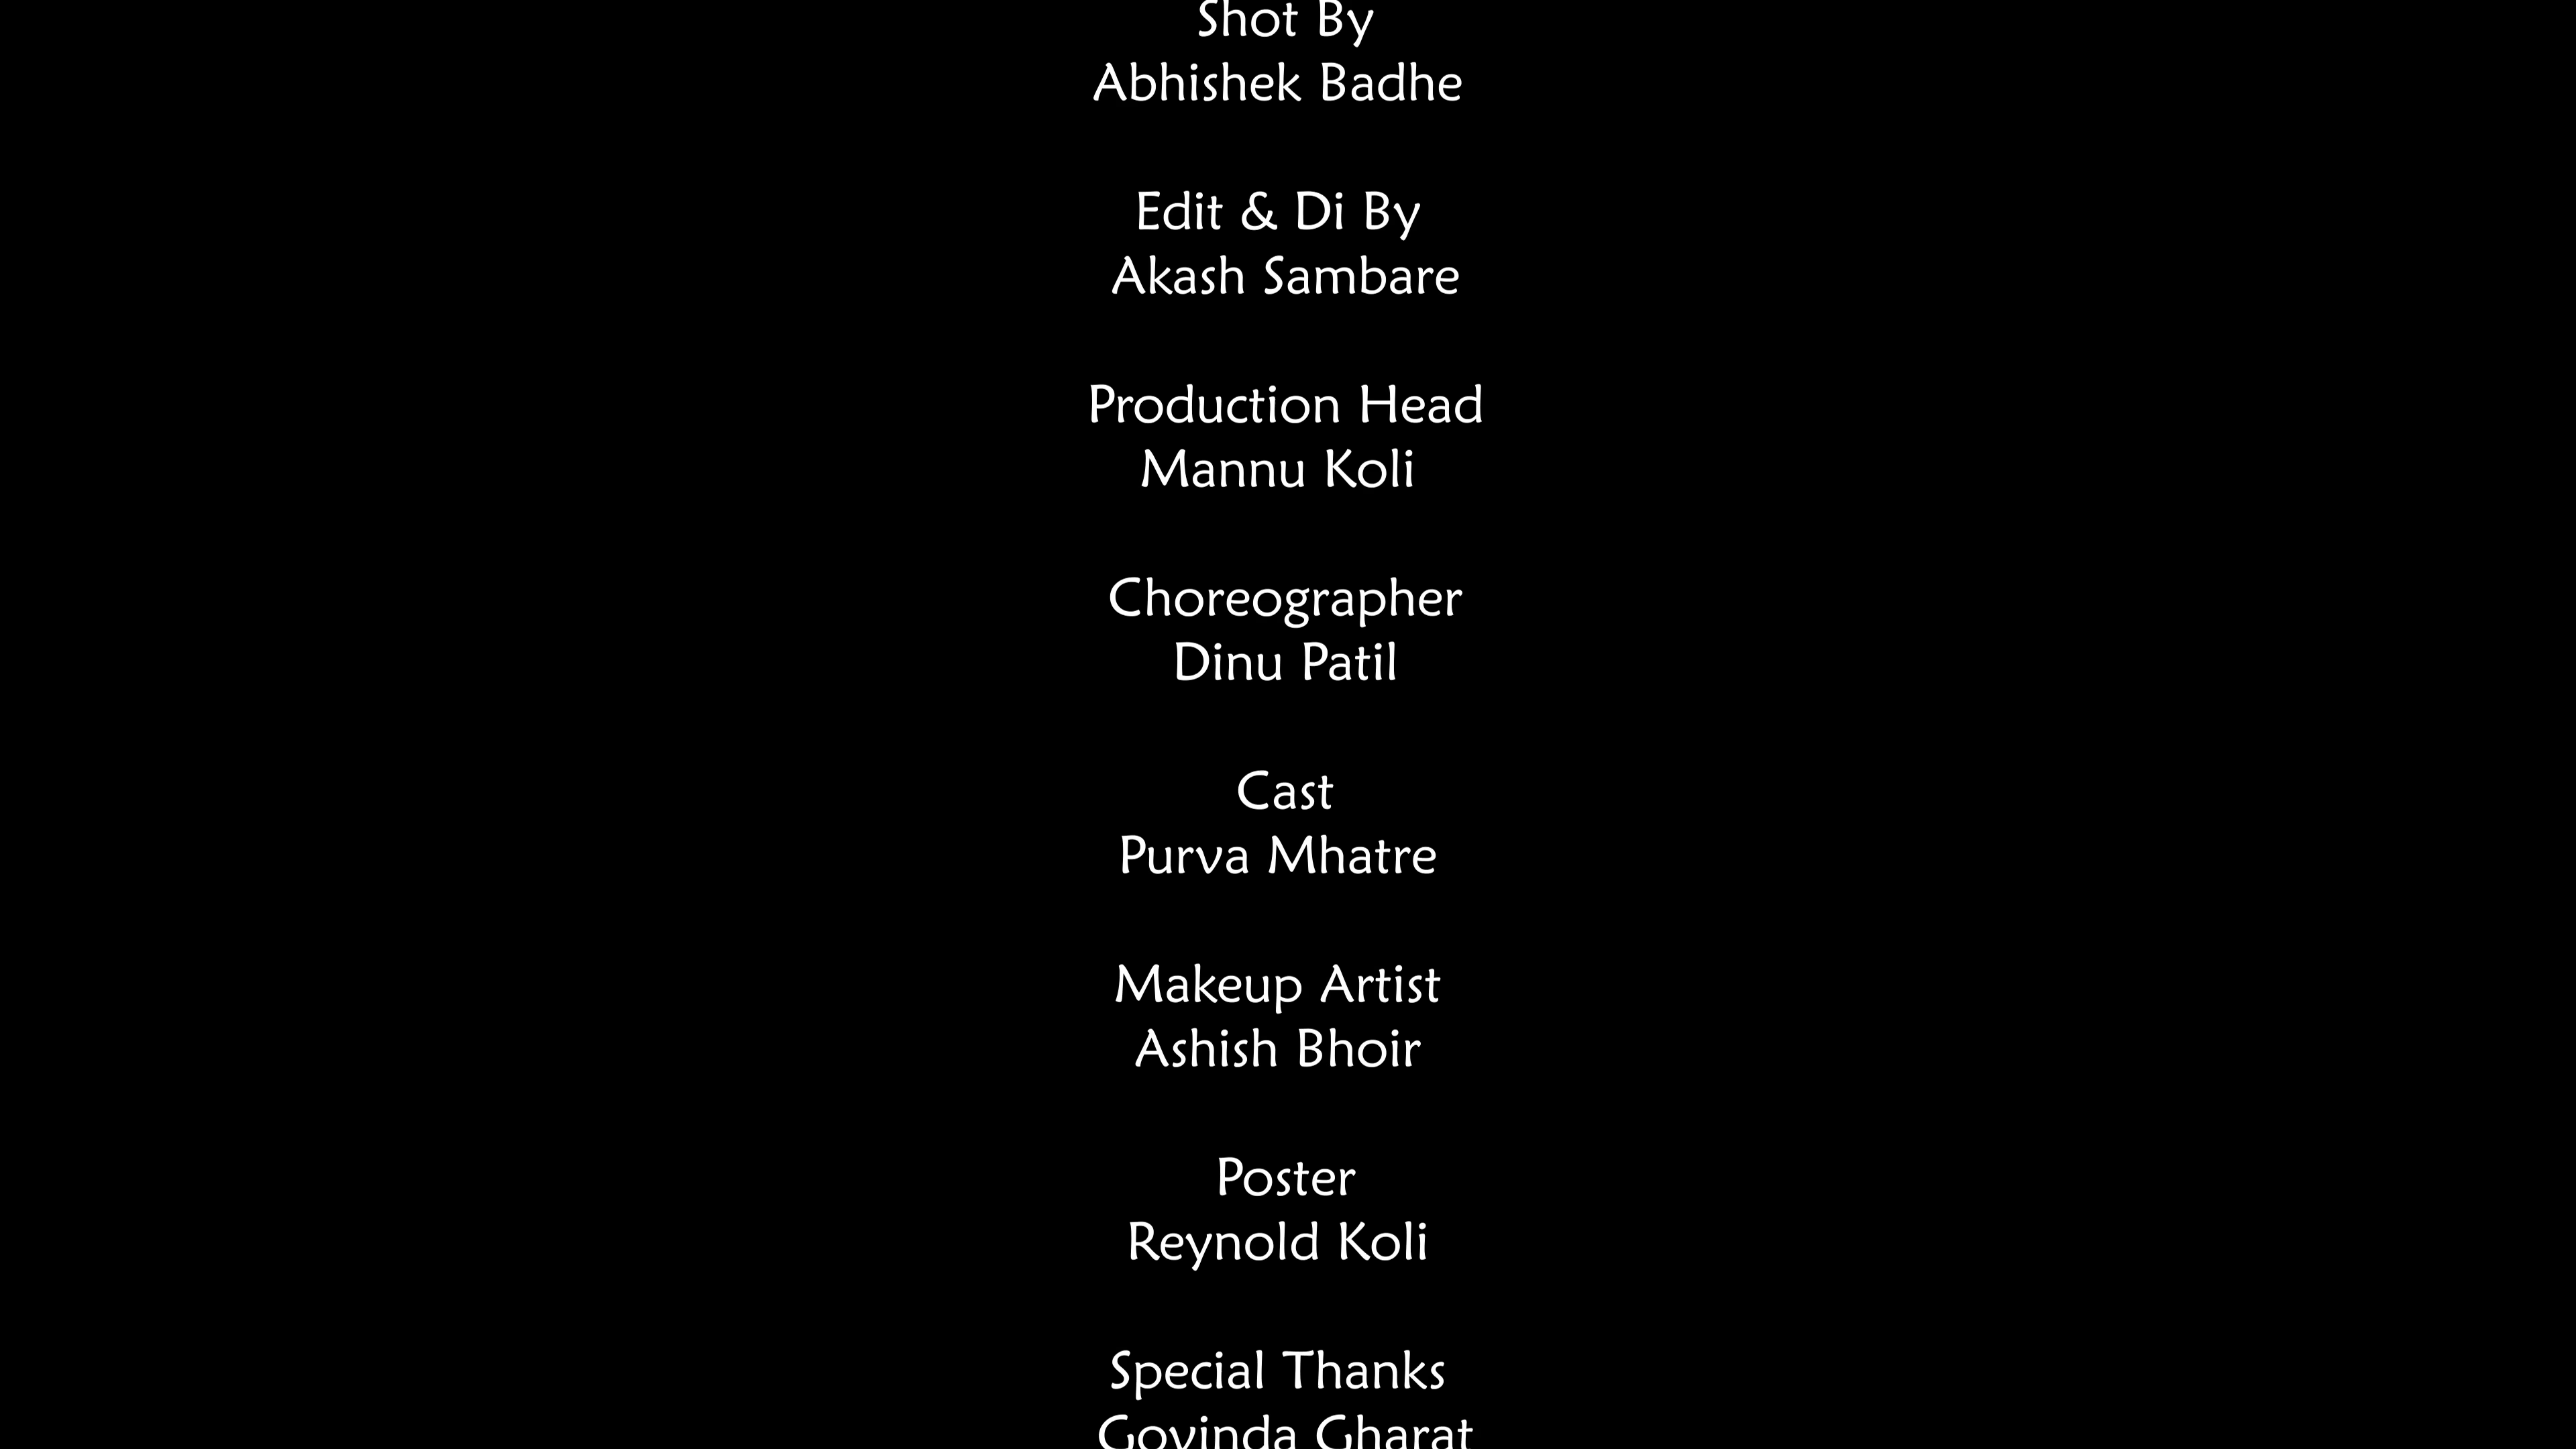 Shot By
Abhishek Badhe
Edit & Di By
Akash Sambare
Production Head
Mannu Koli
Choreographer
Dinu Patil
Cast
Purva Mhatre
Makeup Artist
Ashish Bhoir
Poster
Reynold Koli
Special Thanks
Govinda Gharat